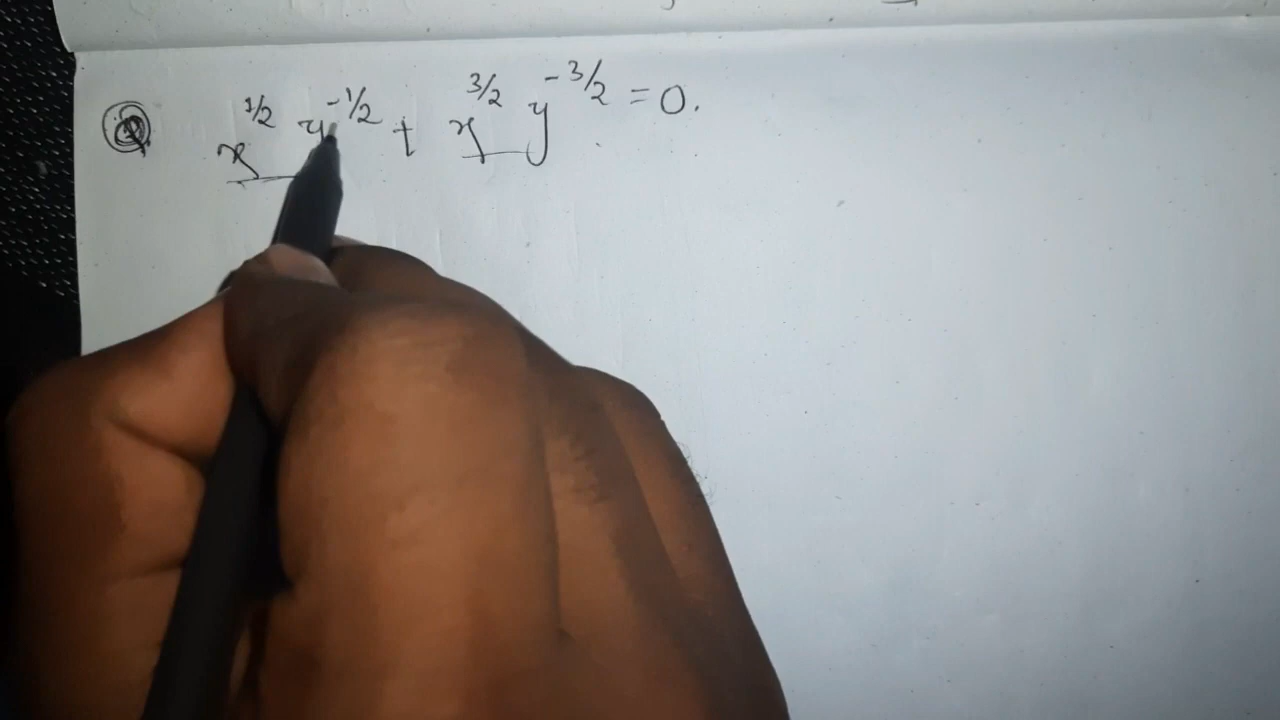 Q x^{1/2} y^{-1/2} + x^{3/2} y^{-3/2} = 0.